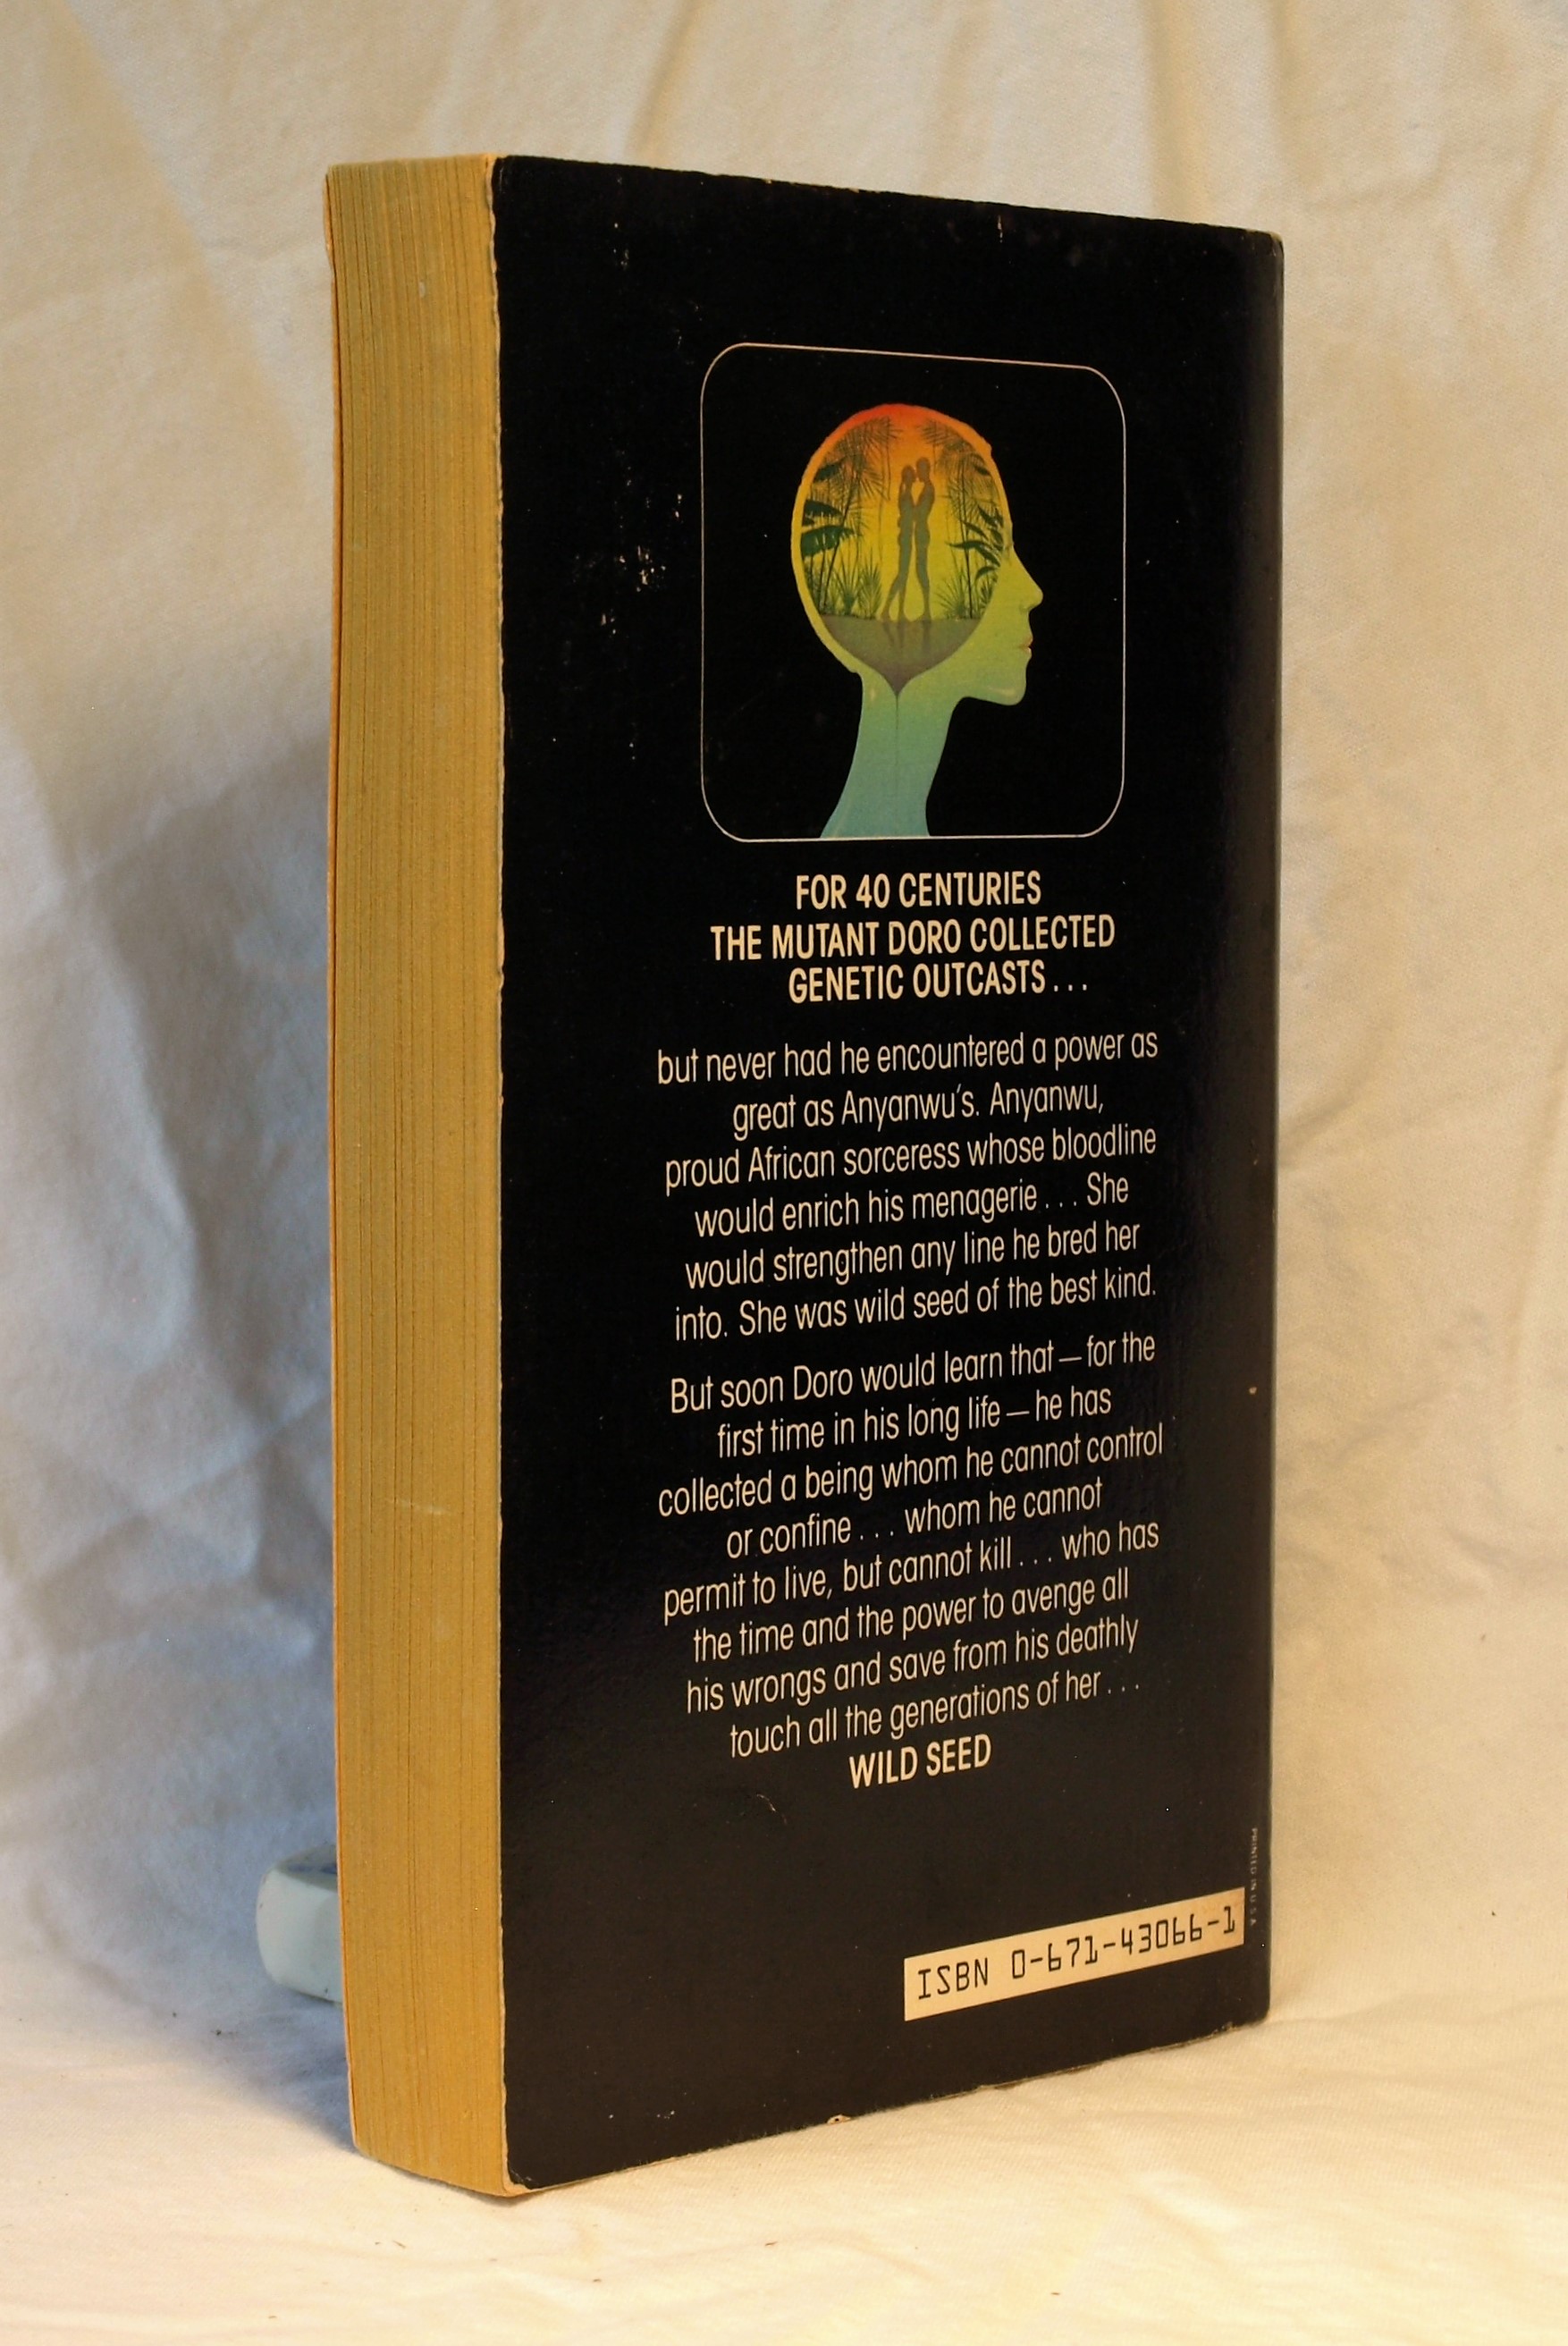 FOR 40 CENTURIES
THE MUTANT DORO COLLECTED
GENETIC OUTCASTS . . .
but never had he encountered a power as
great as Anyanwu's. Anyanwu,
proud African sorceress whose bloodline
would enrich his menagerie . . . She
would strengthen any line he bred her
into. She was wild seed of the best kind.
But soon Doro would learn that — for the
first time in his long life — he has
collected a being whom he cannot control
or confine . . . whom he cannot
permit to live, but cannot kill . . . who has
the time and the power to avenge all
his wrongs and save from his deathly
touch all the generations of her . . .
WILD SEED
PRINTED IN U.S.A.
ISBN 0-671-43066-1